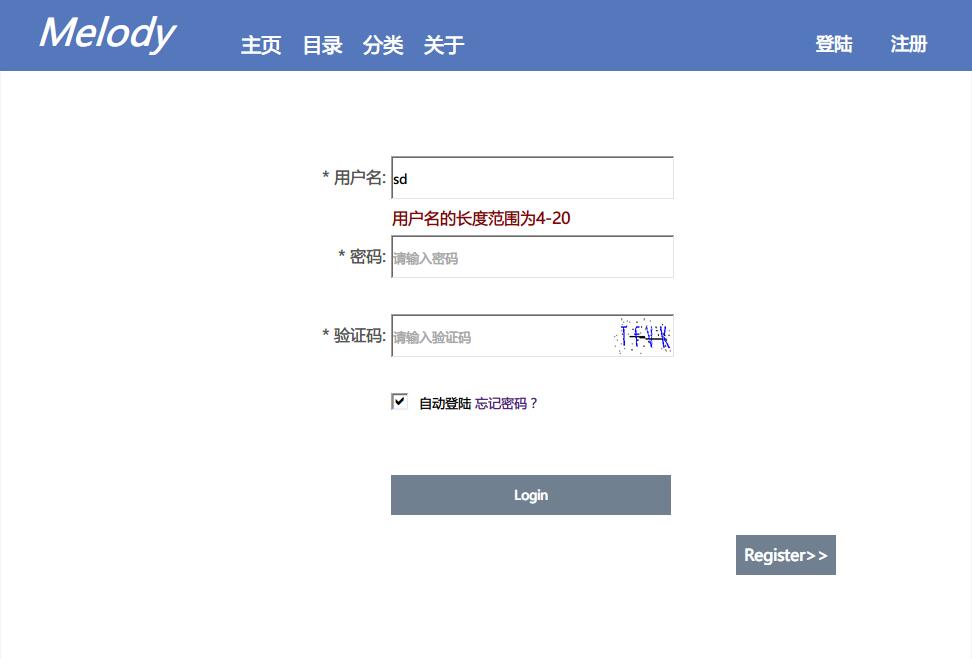 Melody
主页 目录 分类 关于 登陆 注册
* 用户名: sd
用户名的长度范围为4-20
* 密码: 请输入密码
* 验证码: 请输入验证码 TFVK
自动登陆 忘记密码？
Login
Register>>